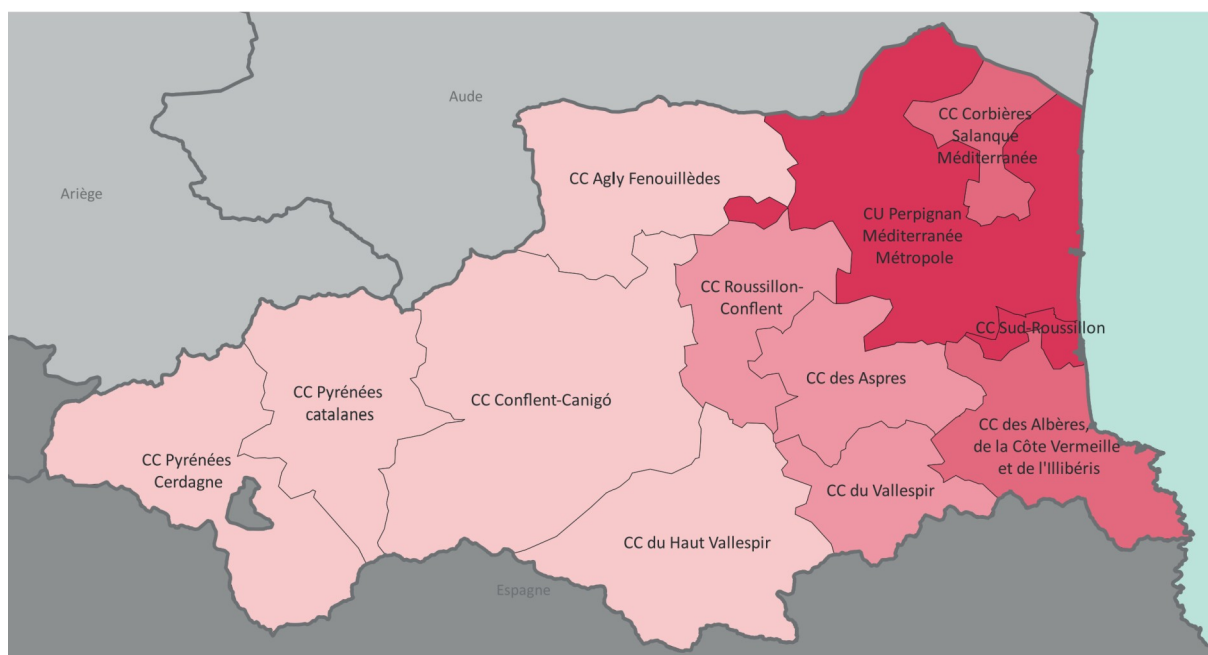 Aude
Ariège
CC Corbières
Salanque
Méditerranée
CC Agly Fenouillèdes
CU Perpignan
Méditerranée
Métropole
CC Roussillon-
Conflent
CC Sud-Roussillon
CC Pyrénées
catalanes
CC Conflent-Canigó
CC des Aspres
CC des Albères,
de la Côte Vermeille
et de l'Illibéris
CC Pyrénées
Cerdagne
CC du Vallespir
CC du Haut Vallespir
Espagne